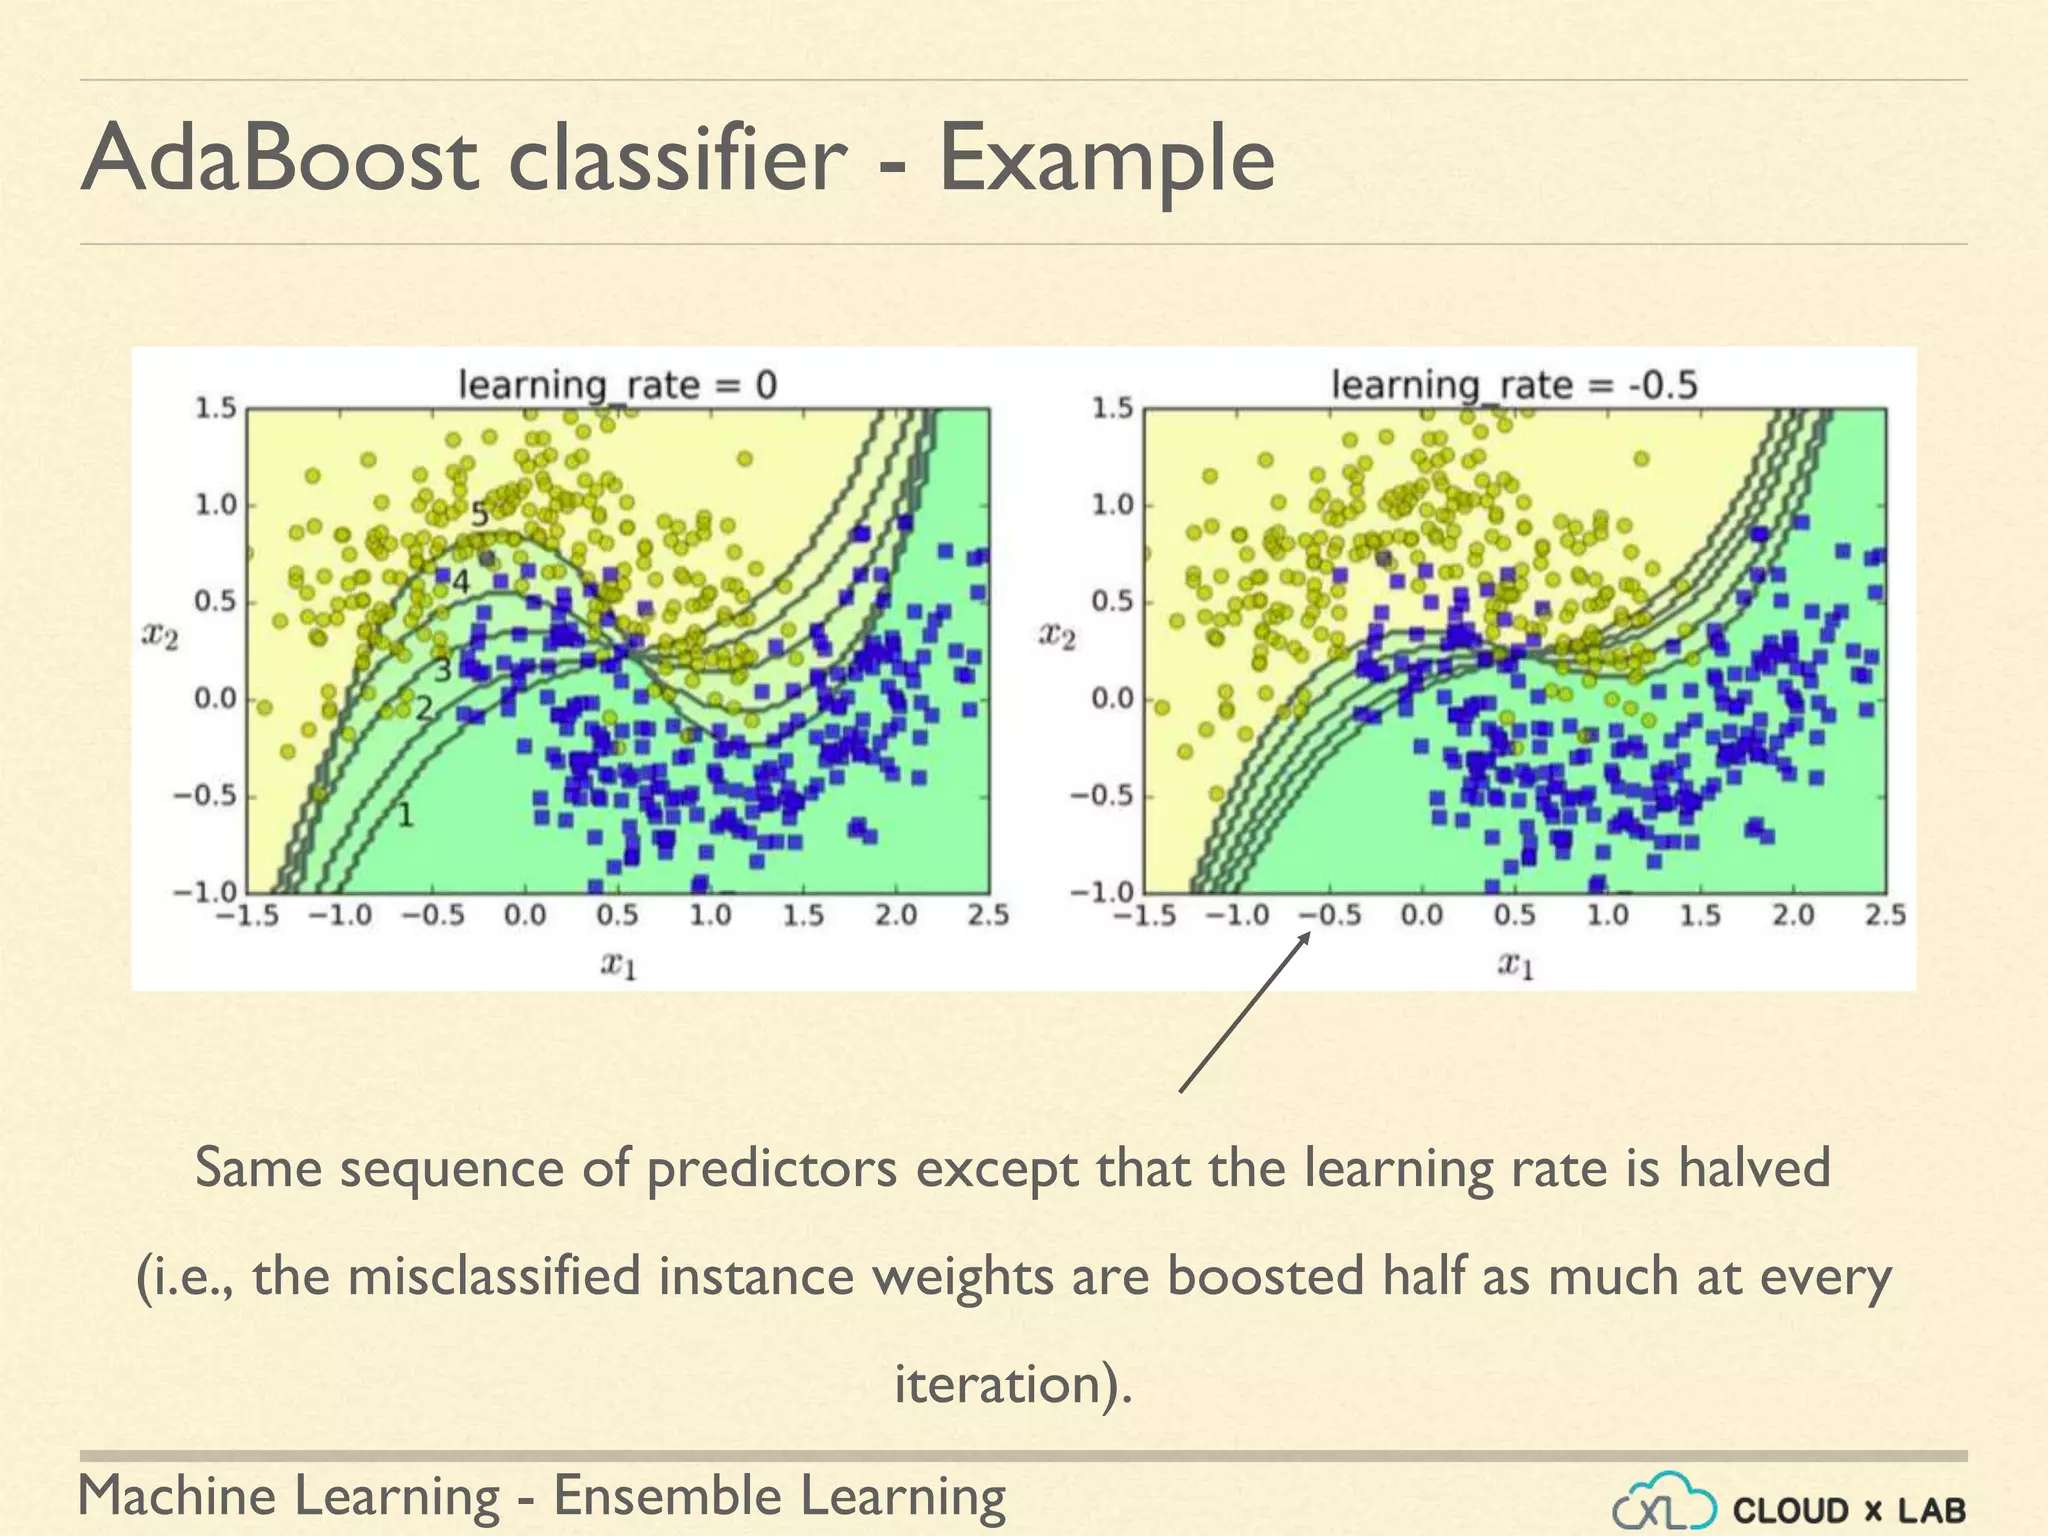 AdaBoost classifier - Example
learning_rate = 0
1.5
1.0
0.5
0.0
−0.5
−1.0
x2
5
4
3
2
1
−1.5 −1.0 −0.5 0.0 0.5 1.0 1.5 2.0 2.5
x1
learning_rate = -0.5
1.5
1.0
0.5
0.0
−0.5
−1.0
x2
−1.5 −1.0 −0.5 0.0 0.5 1.0 1.5 2.0 2.5
x1
Same sequence of predictors except that the learning rate is halved
(i.e., the misclassified instance weights are boosted half as much at every
iteration).
Machine Learning - Ensemble Learning
XL CLOUD x LAB